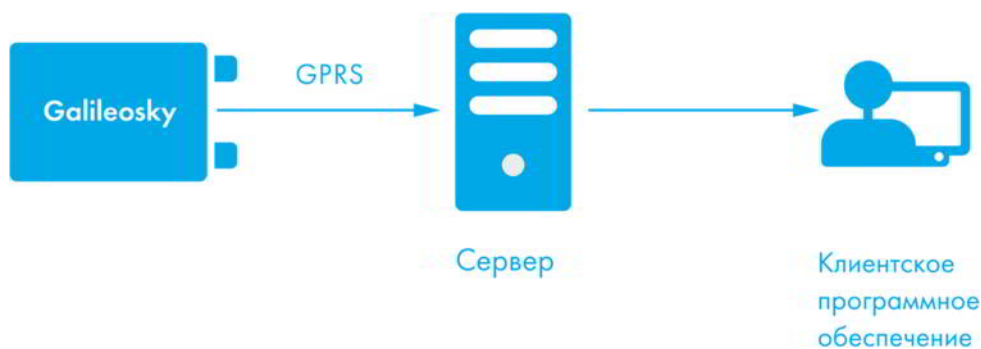 Galileosky
GPRS
Сервер
Клиентское
программное
обеспечение